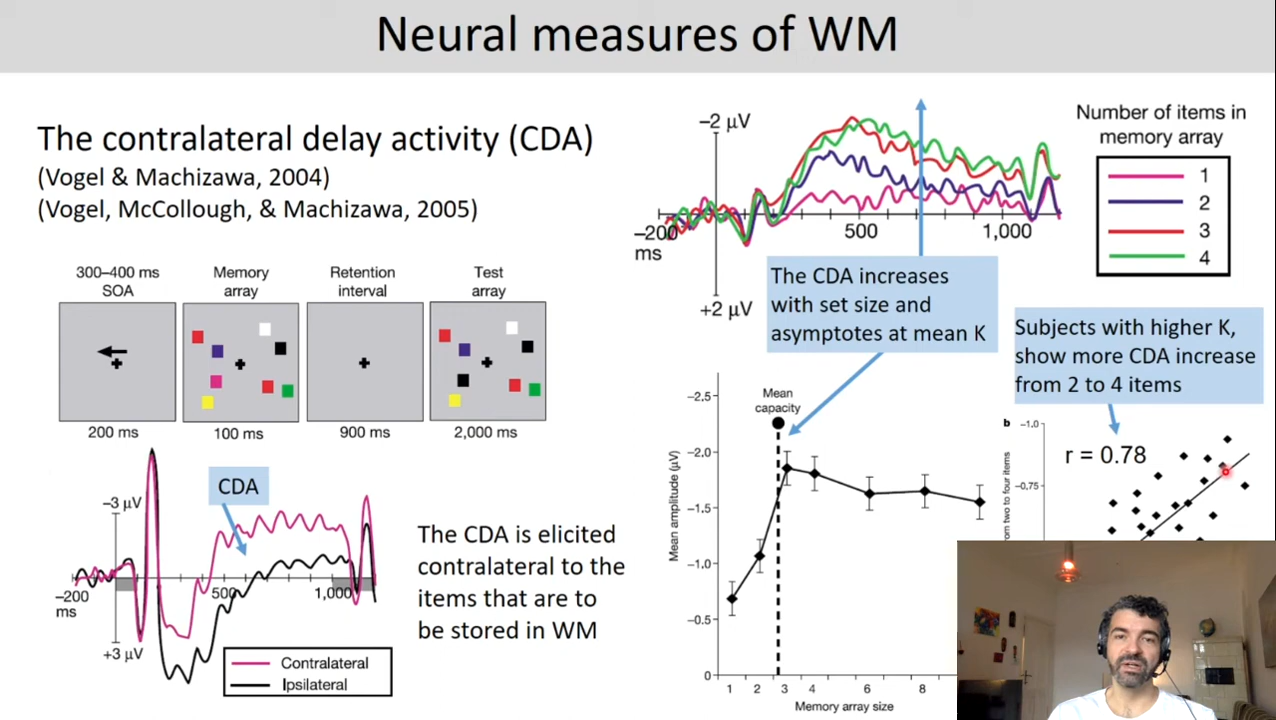 Neural measures of WM
The contralateral delay activity (CDA)
(Vogel & Machizawa, 2004)
(Vogel, McCollough, & Machizawa, 2005)
300–400 ms
SOA
Memory
array
Retention
interval
Test
array
200 ms
100 ms
900 ms
2,000 ms
CDA
−3 μV
−200
ms
500
1,000
+3 μV
Contralateral
Ipsilateral
The CDA is elicited
contralateral to the
items that are to
be stored in WM
−2 μV
−200
ms
500
1,000
+2 μV
Number of items in
memory array
1
2
3
4
The CDA increases
with set size and
asymptotes at mean K
Subjects with higher K,
show more CDA increase
from 2 to 4 items
Mean
capacity
Mean amplitude (μV)
−2.5
−2.0
−1.5
−1.0
−0.5
0
1
2
3
4
6
8
Memory array size
b
−1.0
−0.75
r = 0.78
from two to four items